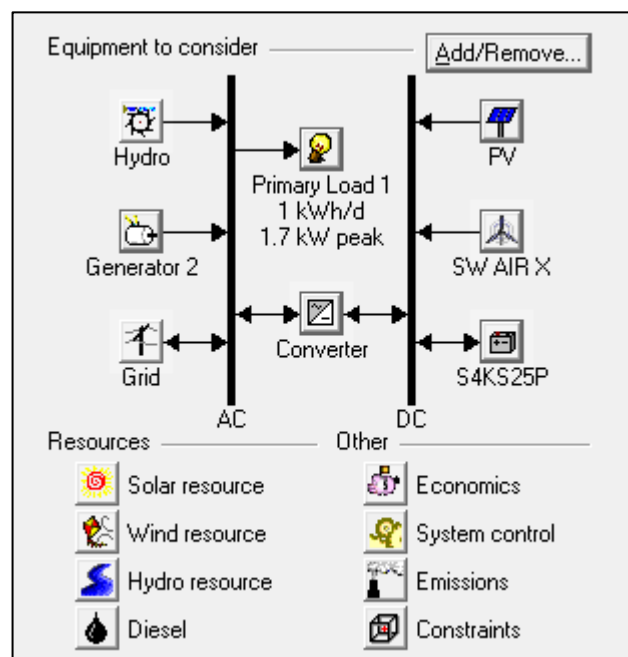 Equipment to consider
Add/Remove...
Hydro
Primary Load 1
1 kWh/d
1.7 kW peak
PV
Generator 2
SW AIR X
Grid
Converter
S4KS25P
AC
DC
Resources
Other
Solar resource
Economics
Wind resource
System control
Hydro resource
Emissions
Diesel
Constraints